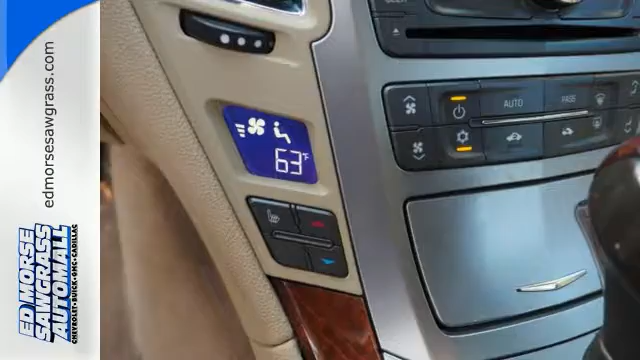 edmorsesawgrass.com
ED MORSE
SAWGRASS
AUTOMALL
CHEVROLET•BUICK•GMC•CADILLAC
63°F
AUTO
PASS